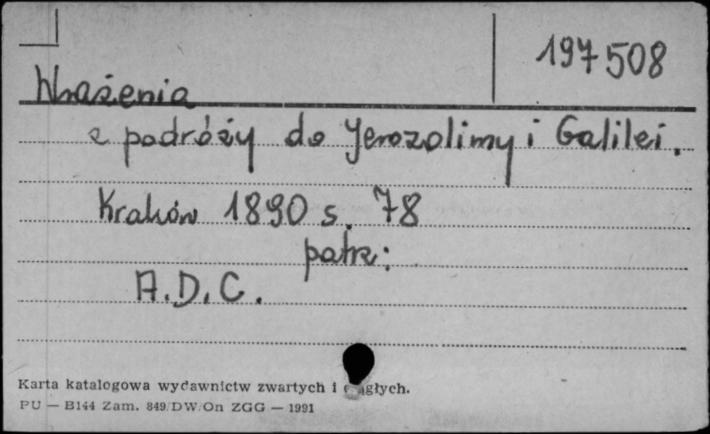 197508
Wrażenia
z podróży do Jerozolimy i Galilei.
Kraków 1890 s. 78
patrz:
A.D.C.
Karta katalogowa wydawnictw zwartych i ciągłych.
PU — B144 Zam. 849/DW/On ZGG — 1991